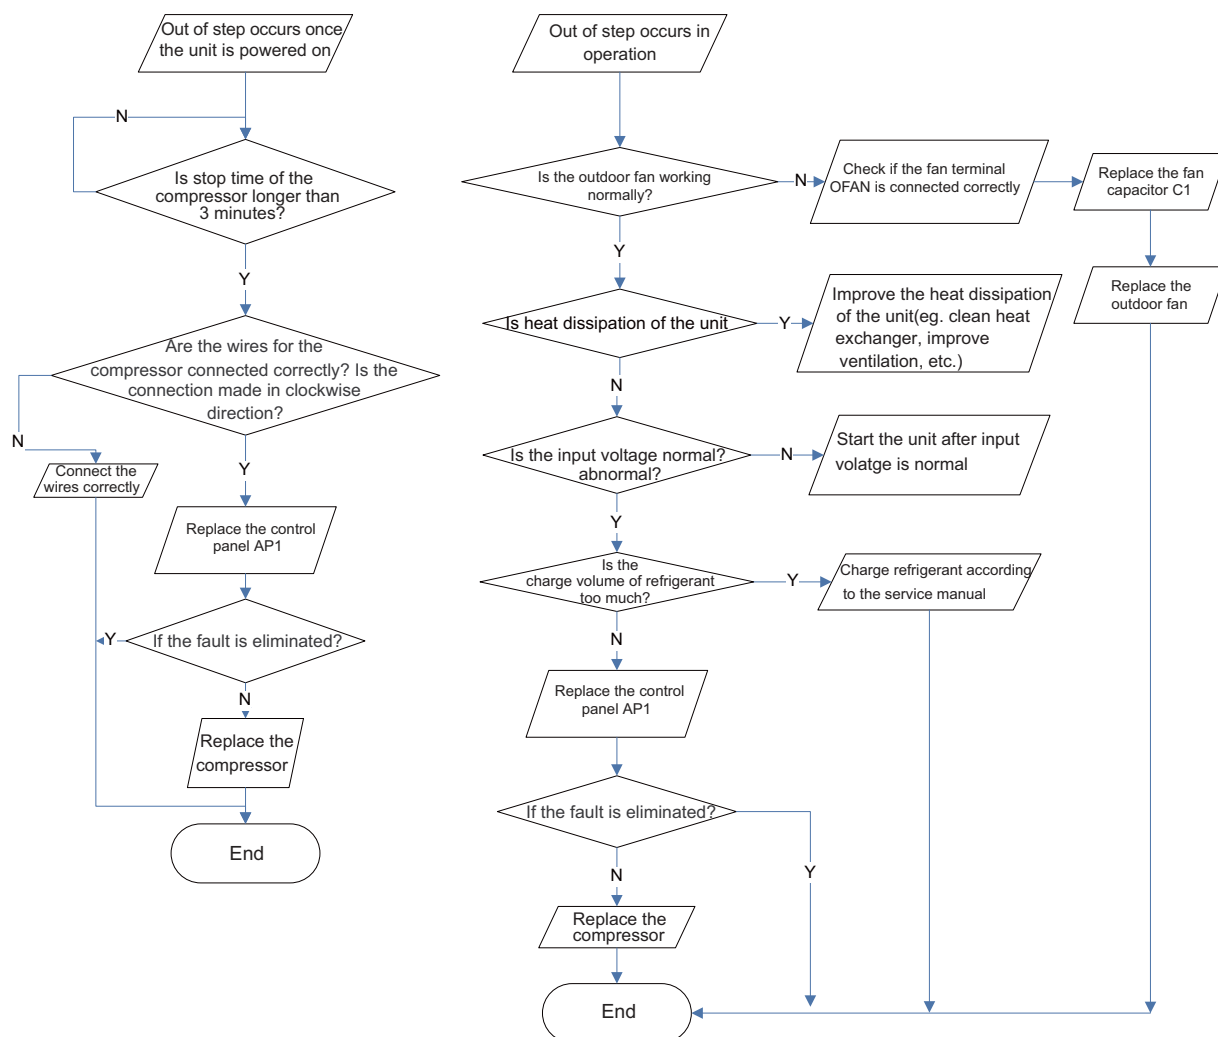 Out of step occurs once
the unit is powered on
N
Is stop time of the
compressor longer than
3 minutes?
Y
Are the wires for the
compressor connected correctly? Is the
connection made in clockwise
direction?
N
Connect the
wires correctly
Y
Replace the control
panel AP1
If the fault is eliminated?
Y
N
Replace the
compressor
End
Out of step occurs in
operation
Is the outdoor fan working
normally?
N
Check if the fan terminal
OFAN is connected correctly
Replace the fan
capacitor C1
Replace the
outdoor fan
Y
Is heat dissipation of the unit
Y
Improve the heat dissipation
of the unit(eg. clean heat
exchanger, improve
ventilation, etc.)
N
Is the input voltage normal?
abnormal?
N
Start the unit after input
volatge is normal
Y
Is the
charge volume of refrigerant
too much?
Y
Charge refrigerant according
to the service manual
N
Replace the control
panel AP1
If the fault is eliminated?
Y
N
Replace the
compressor
End